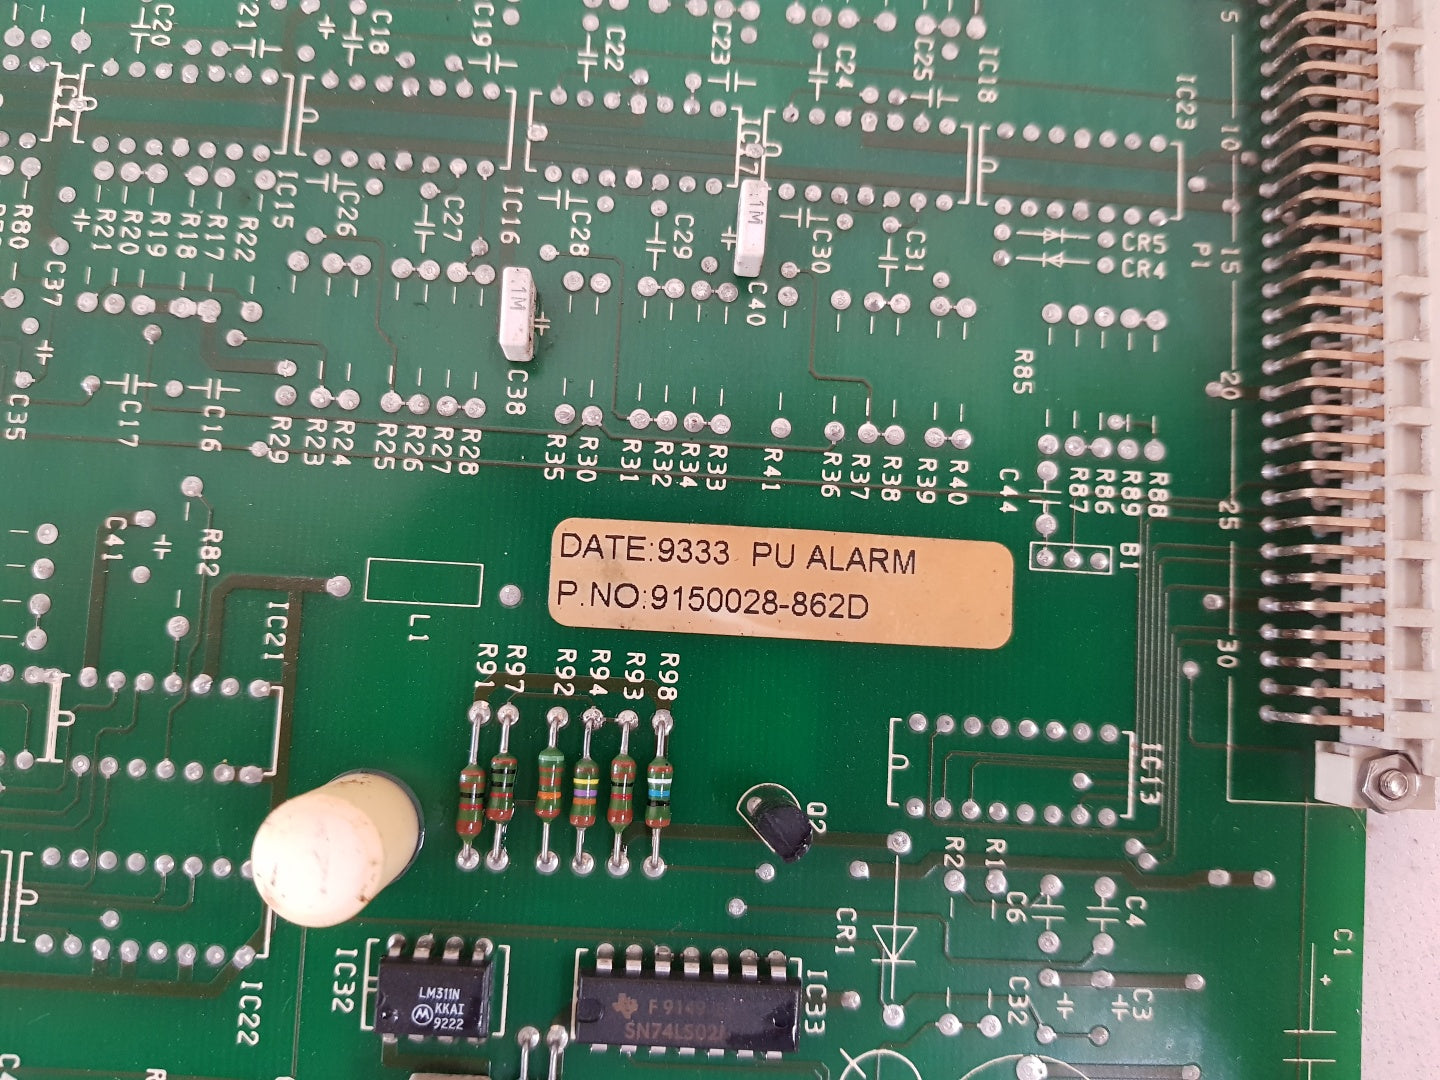 C20
C21
C18
C19
C22
C23
C24
C25
IC18
IC23
5
IC14
IC17
10
R80
R21
R20
R19
R18
R17
R22
IC15
C26
C27
IC16
C28
C29
.1M
C30
C31
CR5
CR4
P1
15
C37
.1M
C40
R85
20
C35
C17
C16
R29
R23
R24
R25
R26
R27
R28
C38
R35
R30
R31
R32
R34
R33
R41
R36
R37
R38
R39
R40
C44
R87
R86
R89
R88
25
C41
R82
B1
DATE:9333 PU ALARM
P.NO:9150028-862D
L1
IC21
30
R91
R97
R92
R94
R93
R98
IC13
Q2
R2
R1
C6
C4
CR1
C1
+
IC22
IC32
LM311N
KKAI
9222
IC33
SN74LS02
C32
C3